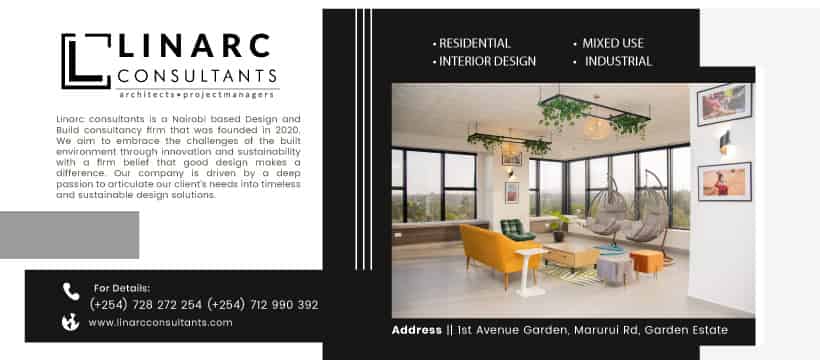 LINARC
CONSULTANTS
architects•projectmanagers
Linarc consultants is a Nairobi based Design and
Build consultancy firm that was founded in 2020.
We aim to embrace the challenges of the built
environment through innovation and sustainability
with a firm belief that good design makes a
difference. Our company is driven by a deep
passion to articulate our client's needs into timeless
and sustainable design solutions.
For Details:
(+254) 728 272 254 (+254) 712 990 392
www.linarcconsultants.com
• RESIDENTIAL
• INTERIOR DESIGN
• MIXED USE
• INDUSTRIAL
Address || 1st Avenue Garden, Marurui Rd, Garden Estate